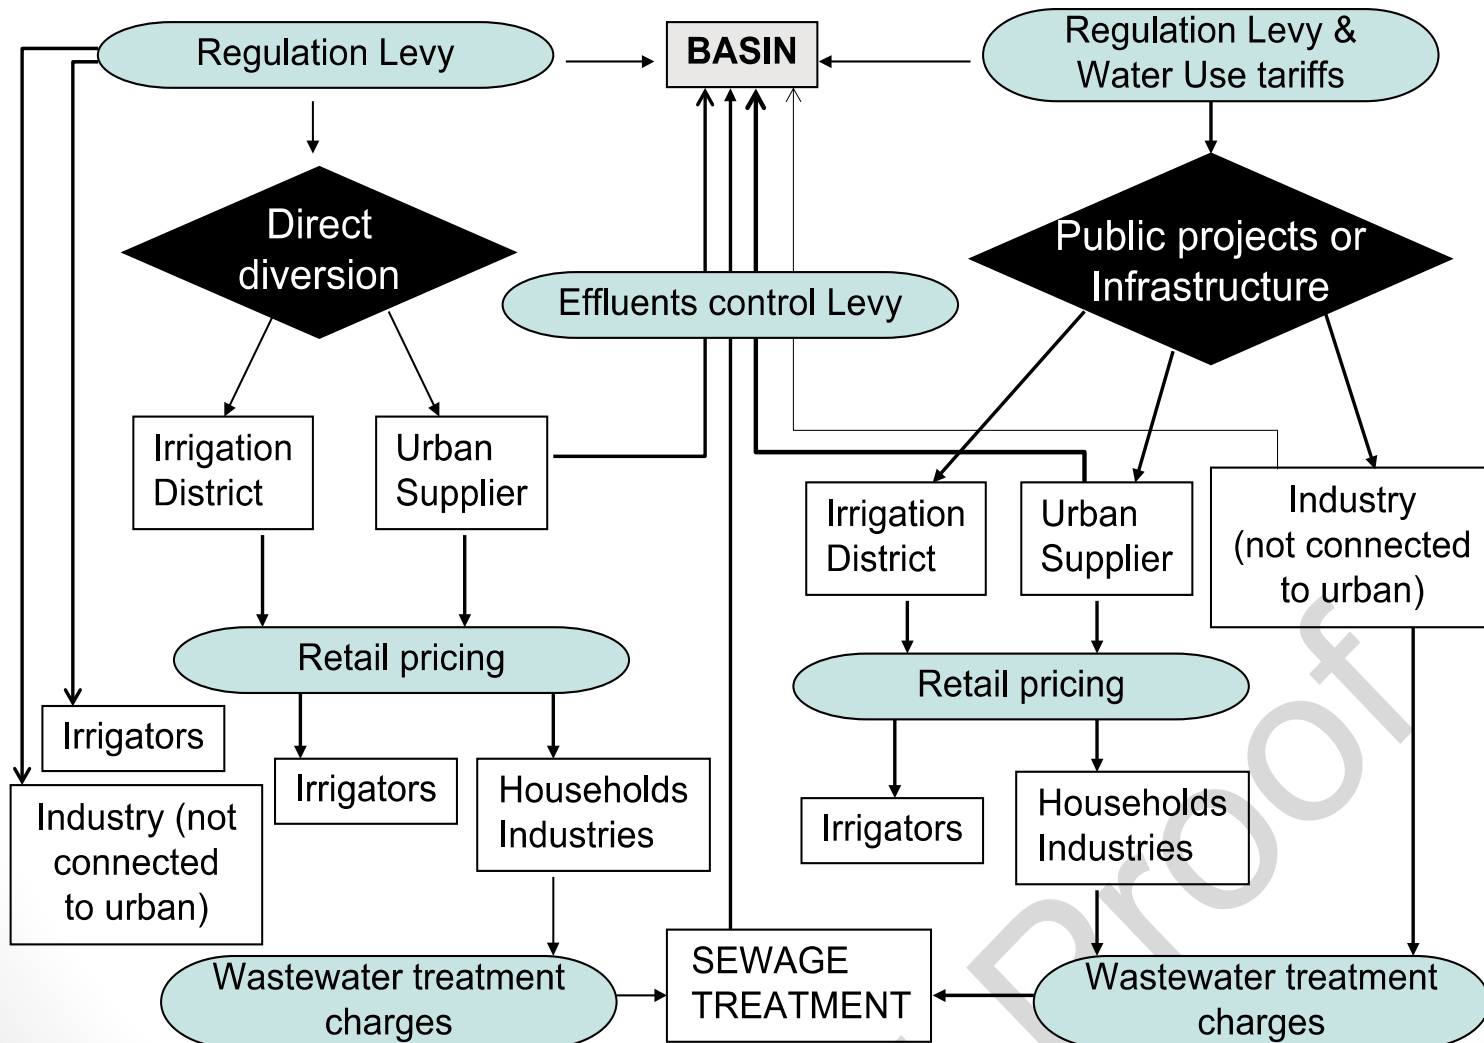 Regulation Levy
BASIN
Regulation Levy &
Water Use tariffs
Direct
diversion
Public projects or
Infrastructure
Effluents control Levy
Irrigation
District
Urban
Supplier
Irrigation
District
Urban
Supplier
Industry
(not connected
to urban)
Retail pricing
Retail pricing
Irrigators
Irrigators
Households
Industries
Irrigators
Households
Industries
Industry (not
connected
to urban)
Wastewater treatment
charges
SEWAGE
TREATMENT
Wastewater treatment
charges
Proof